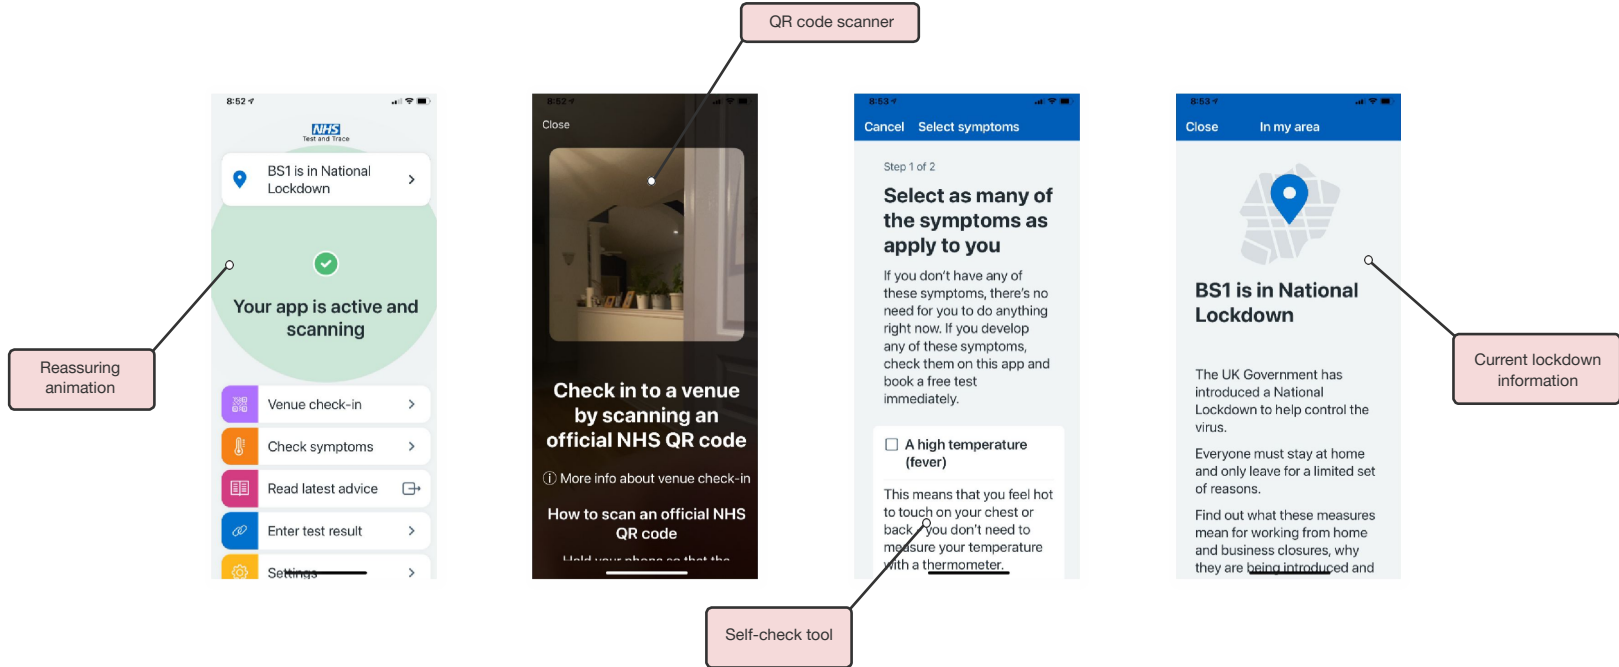 QR code scanner
8:52
NHS
Test and Trace
BS1 is in National
Lockdown
Your app is active and
scanning
Reassuring
animation
Venue check-in
Check symptoms
Read latest advice
Enter test result
Settings
8:52
Close
Check in to a venue
by scanning an
official NHS QR code
More info about venue check-in
How to scan an official NHS
QR code
Hold your phone so that the
8:53
Cancel Select symptoms
Step 1 of 2
Select as many of
the symptoms as
apply to you
If you don't have any of
these symptoms, there's no
need for you to do anything
right now. If you develop
any of these symptoms,
check them on this app and
book a free test
immediately.
A high temperature
(fever)
This means that you feel hot
to touch on your chest or
back - you don't need to
measure your temperature
with a thermometer.
Self-check tool
8:53
Close In my area
BS1 is in National
Lockdown
The UK Government has
introduced a National
Lockdown to help control the
virus.
Everyone must stay at home
and only leave for a limited set
of reasons.
Find out what these measures
mean for working from home
and business closures, why
they are being introduced and
Current lockdown
information